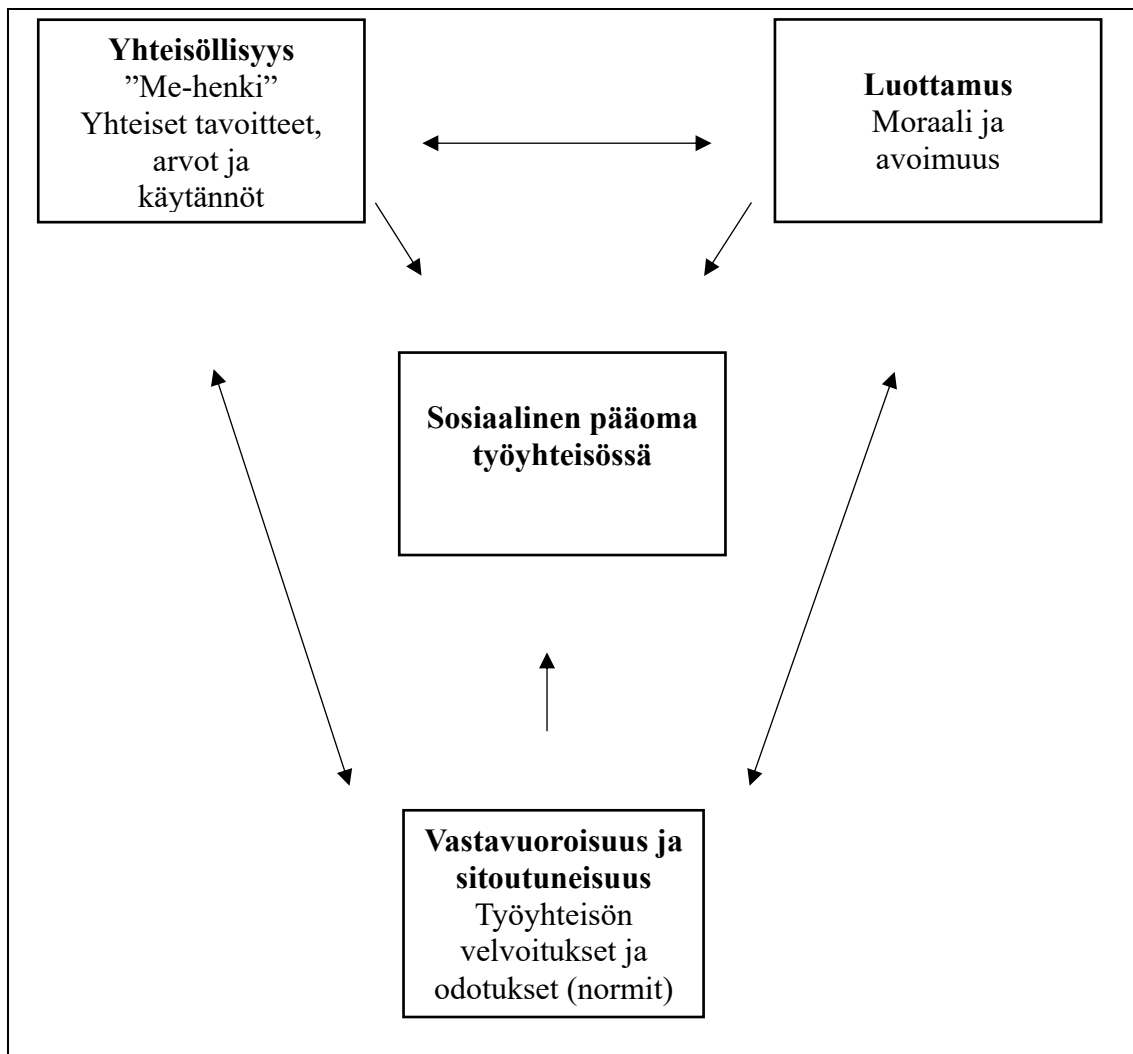 Yhteisöllisyys
”Me-henki”
Yhteiset tavoitteet,
arvot ja
käytännöt
Luottamus
Moraali ja
avoimuus
Sosiaalinen pääoma
työyhteisössä
Vastavuoroisuus ja
sitoutuneisuus
Työyhteisön
velvoitukset ja
odotukset (normit)